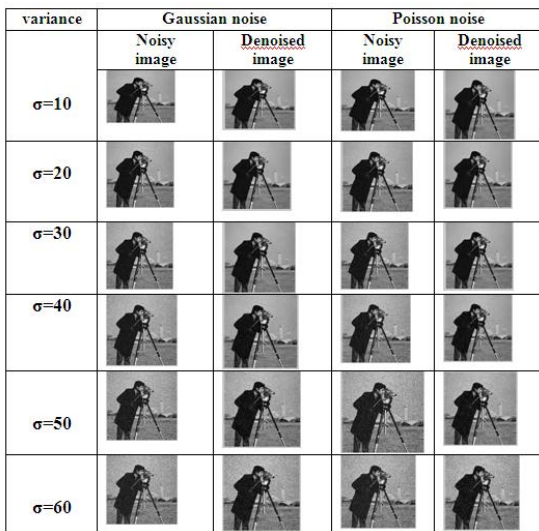 variance Gaussian noise Poisson noise
Noisy Denoised Noisy Denoised
image image image image
σ=10
σ=20
σ=30
σ=40
σ=50
σ=60